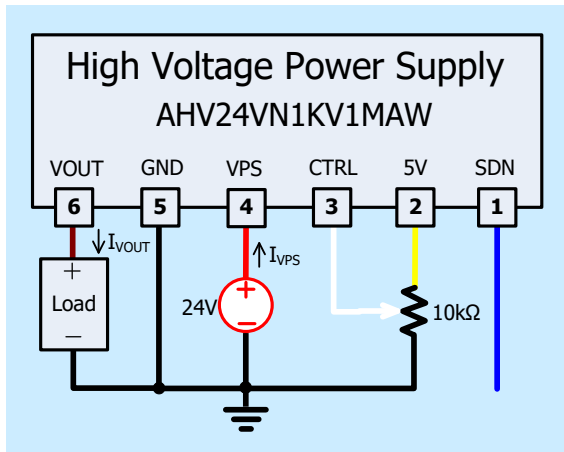 High Voltage Power Supply
AHV24VN1KV1MAW
VOUT GND VPS CTRL 5V SDN
6 5 4 3 2 1
+ IVOUT IVPS
Load 24V + 10kΩ
− −